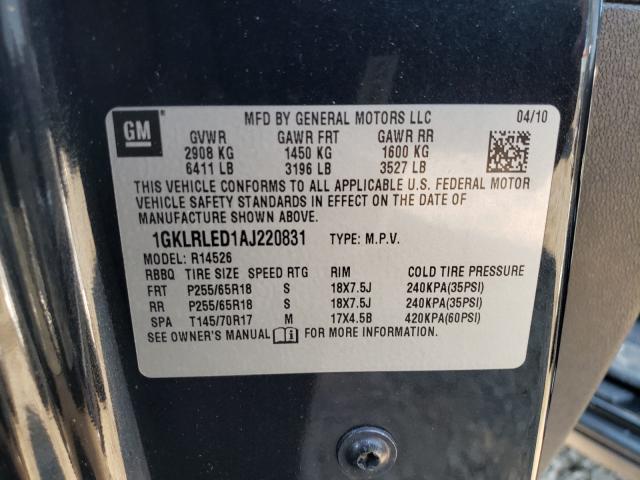 GM
MFD BY GENERAL MOTORS LLC 04/10
GVWR GAWR FRT GAWR RR
2908 KG 1450 KG 1600 KG
6411 LB 3196 LB 3527 LB
THIS VEHICLE CONFORMS TO ALL APPLICABLE U.S. FEDERAL MOTOR
VEHICLE SAFETY STANDARDS IN EFFECT ON THE DATE OF
MANUFACTURE SHOWN ABOVE.
1GKLRLED1AJ220831 TYPE: M.P.V.
MODEL: R14526
RBBQ TIRE SIZE SPEED RTG RIM COLD TIRE PRESSURE
FRT P255/65R18 S 18X7.5J 240KPA(35PSI)
RR P255/65R18 S 18X7.5J 240KPA(35PSI)
SPA T145/70R17 M 17X4.5B 420KPA(60PSI)
SEE OWNER'S MANUAL FOR MORE INFORMATION.